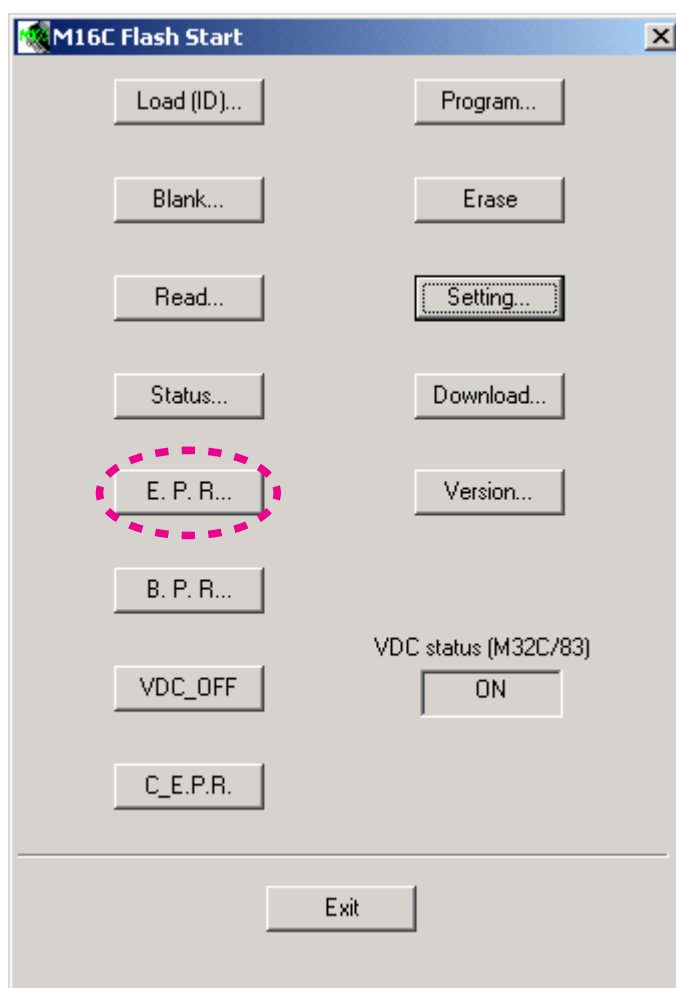 M16C Flash Start
Load (ID)...
Program...
Blank...
Erase
Read...
Setting...
Status...
Download...
E. P. R...
Version...
B. P. R...
VDC status (M32C/83)
VDC_OFF
ON
C_E.P.R.
Exit